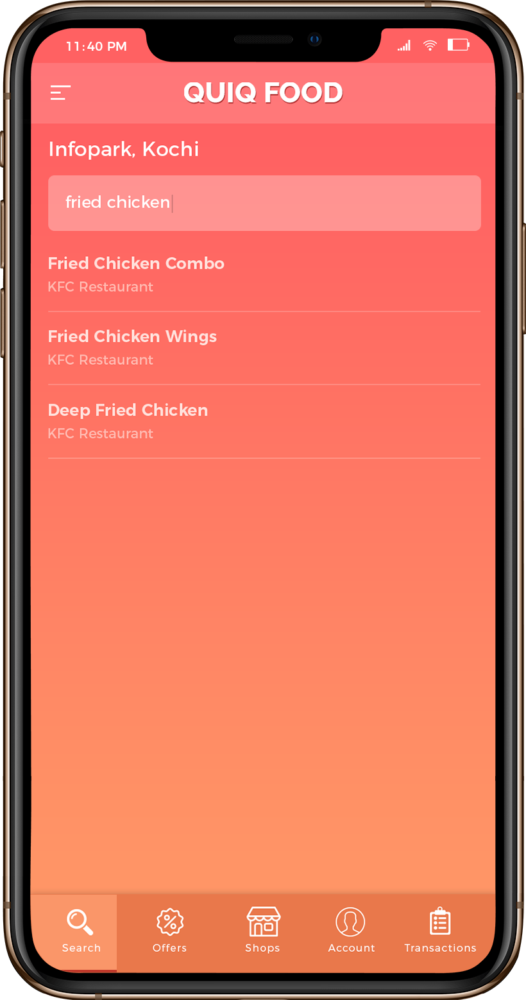 11:40 PM
QUIQ FOOD
Infopark, Kochi
fried chicken
Fried Chicken Combo
KFC Restaurant
Fried Chicken Wings
KFC Restaurant
Deep Fried Chicken
KFC Restaurant
Search Offers Shops Account Transactions